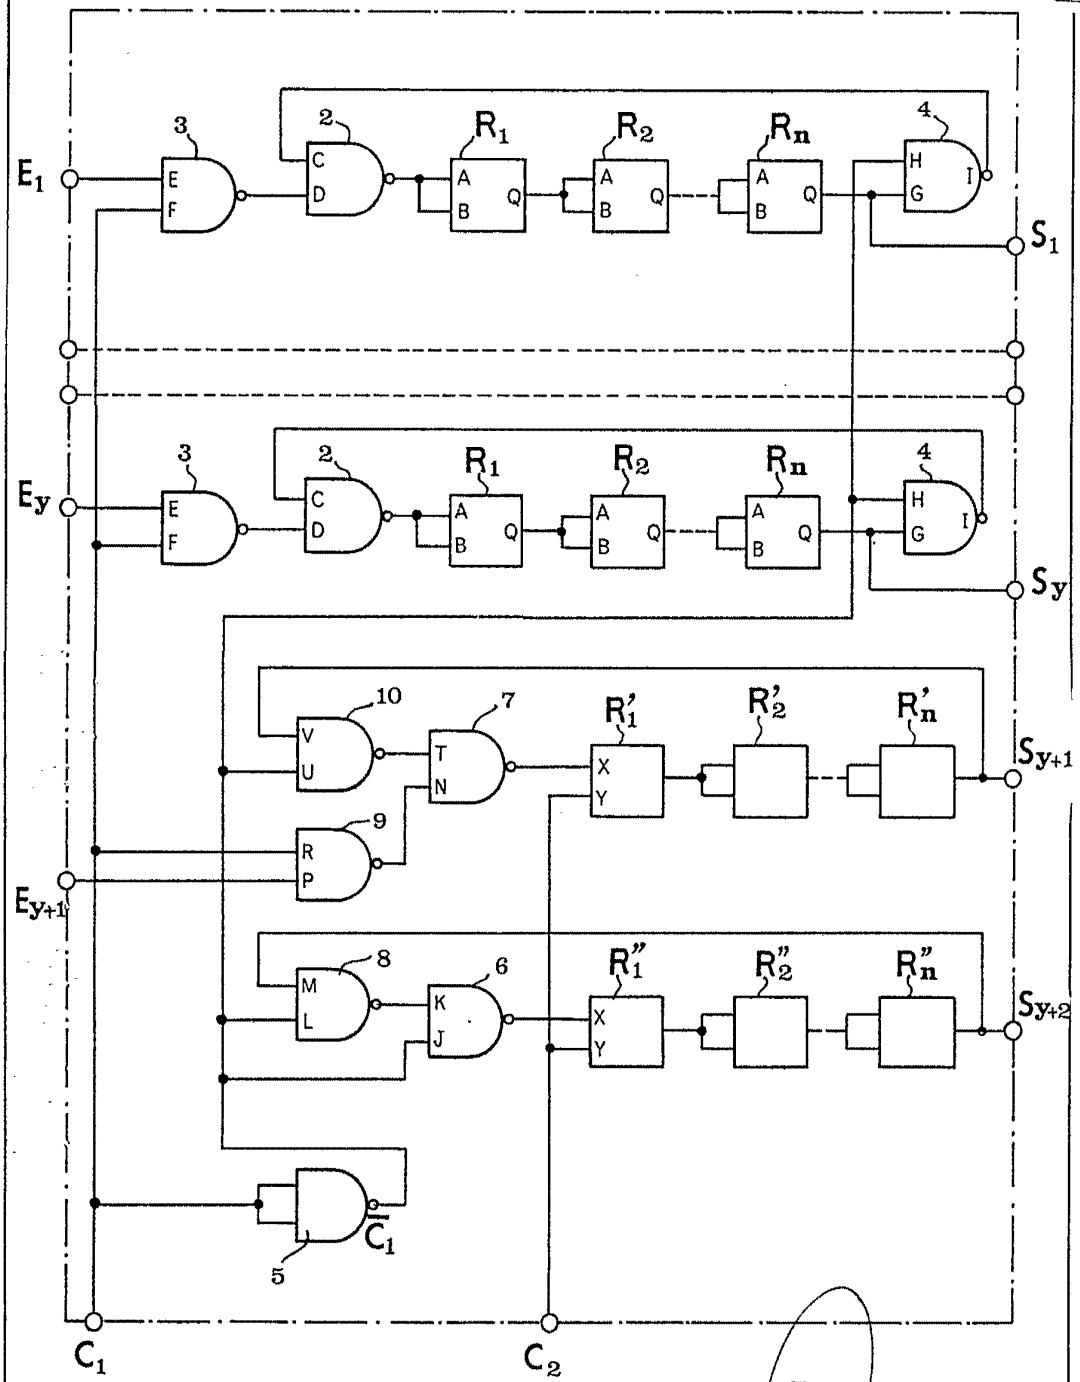 3 2 R1 R2 Rn 4
E1 E F C D A B Q A B Q A B Q H G I
S1
3 2 R1 R2 Rn 4
Ey E F C D A B Q A B Q A B Q H G I
Sy
10 7 R'1 R'2 R'n
V U T N X Y Sy+1
9
R P
Ey+1
8 6 R"1 R"2 R"n
M L K J X Y Sy+2
C̅1
5
C1 C2